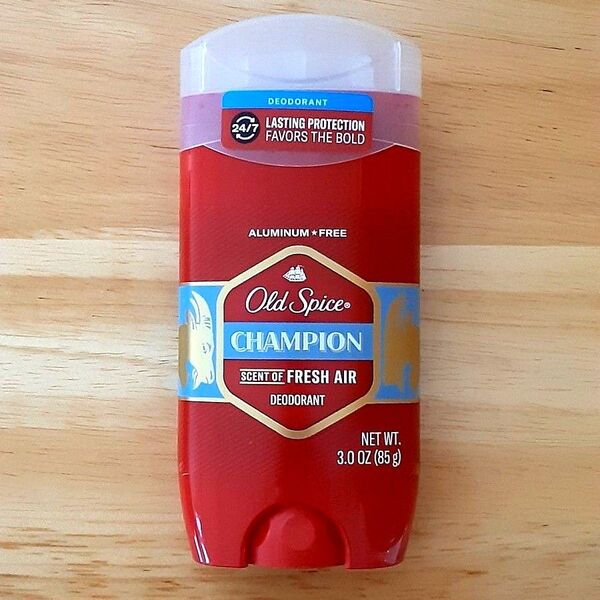 DEODORANT
24/7
LASTING PROTECTION
FAVORS THE BOLD
ALUMINUM★FREE
Old Spice®
CHAMPION
SCENT OF FRESH AIR
DEODORANT
NET WT.
3.0 OZ (85 g)